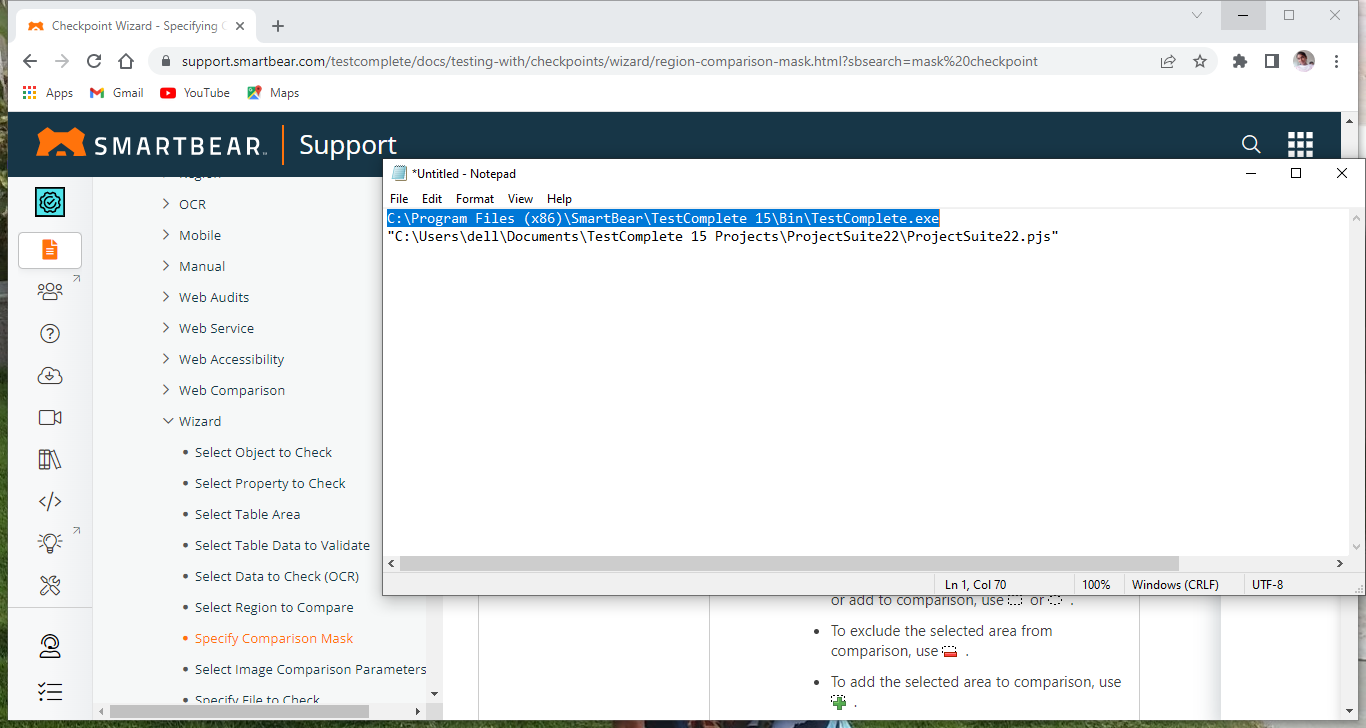 Checkpoint Wizard - Specifying
support.smartbear.com/testcomplete/docs/testing-with/checkpoints/wizard/region-comparison-mask.html?sbsearch=mask%20checkpoint
Apps Gmail YouTube Maps
SMARTBEAR Support
*Untitled - Notepad
File Edit Format View Help
C:\Program Files (x86)\SmartBear\TestComplete 15\Bin\TestComplete.exe
"C:\Users\dell\Documents\TestComplete 15 Projects\ProjectSuite22\ProjectSuite22.pjs"
Ln 1, Col 70 100% Windows (CRLF) UTF-8
Region
OCR
Mobile
Manual
Web Audits
Web Service
Web Accessibility
Web Comparison
Wizard
Select Object to Check
Select Property to Check
Select Table Area
Select Table Data to Validate
Select Data to Check (OCR)
Select Region to Compare
Specify Comparison Mask
Select Image Comparison Parameters
Specify File to Check
or add to comparison, use or .
To exclude the selected area from
comparison, use .
To add the selected area to comparison, use
.